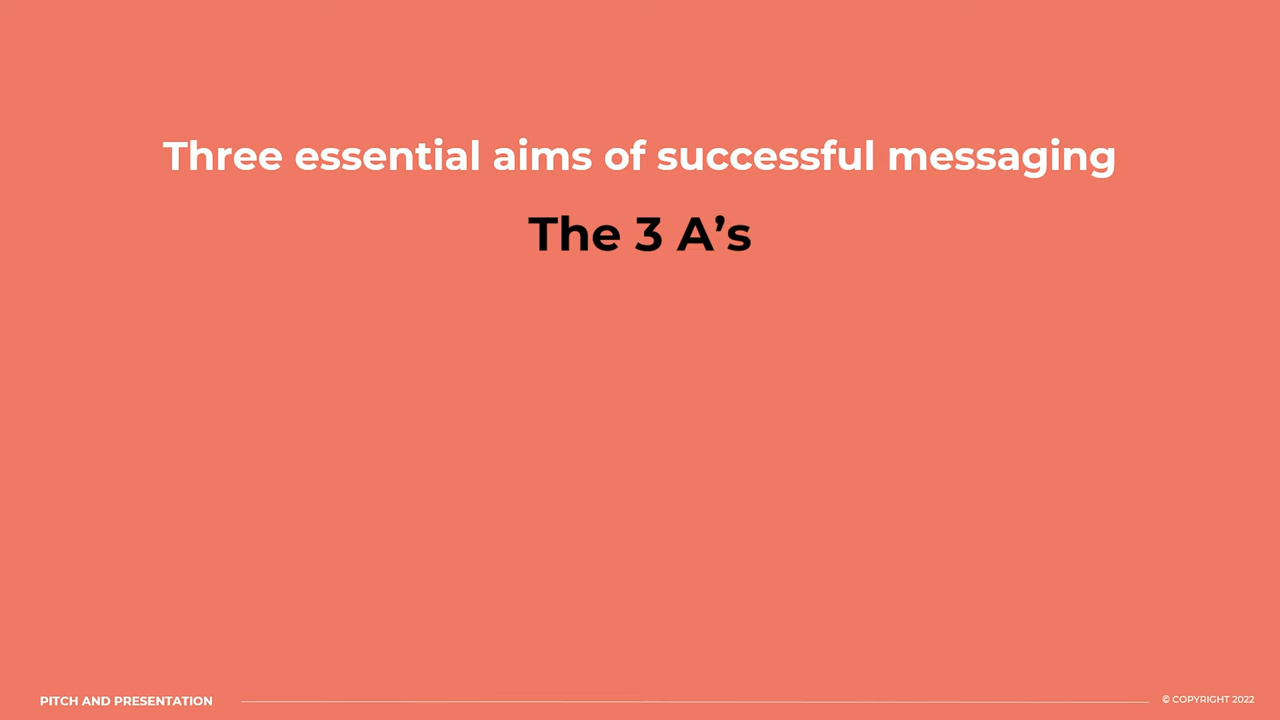 Three essential aims of successful messaging
The 3 A’s
PITCH AND PRESENTATION
© COPYRIGHT 2022